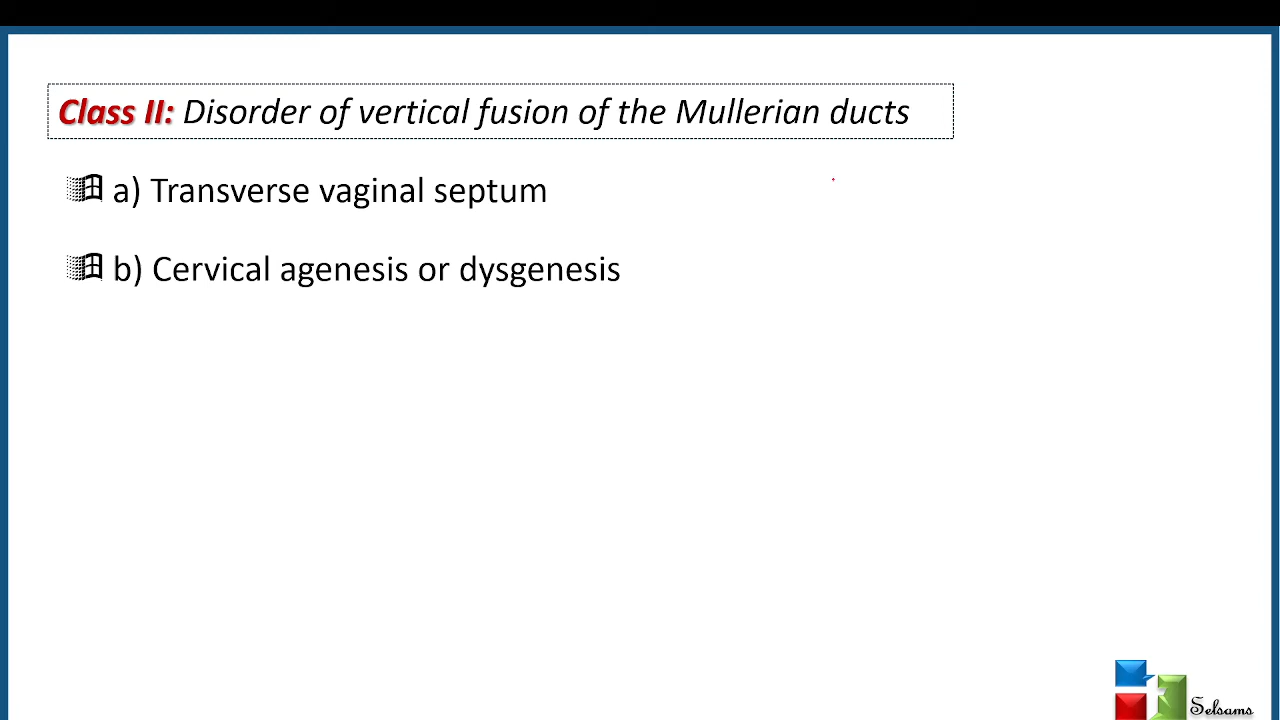 Class II: Disorder of vertical fusion of the Mullerian ducts
a) Transverse vaginal septum
b) Cervical agenesis or dysgenesis
Selsams